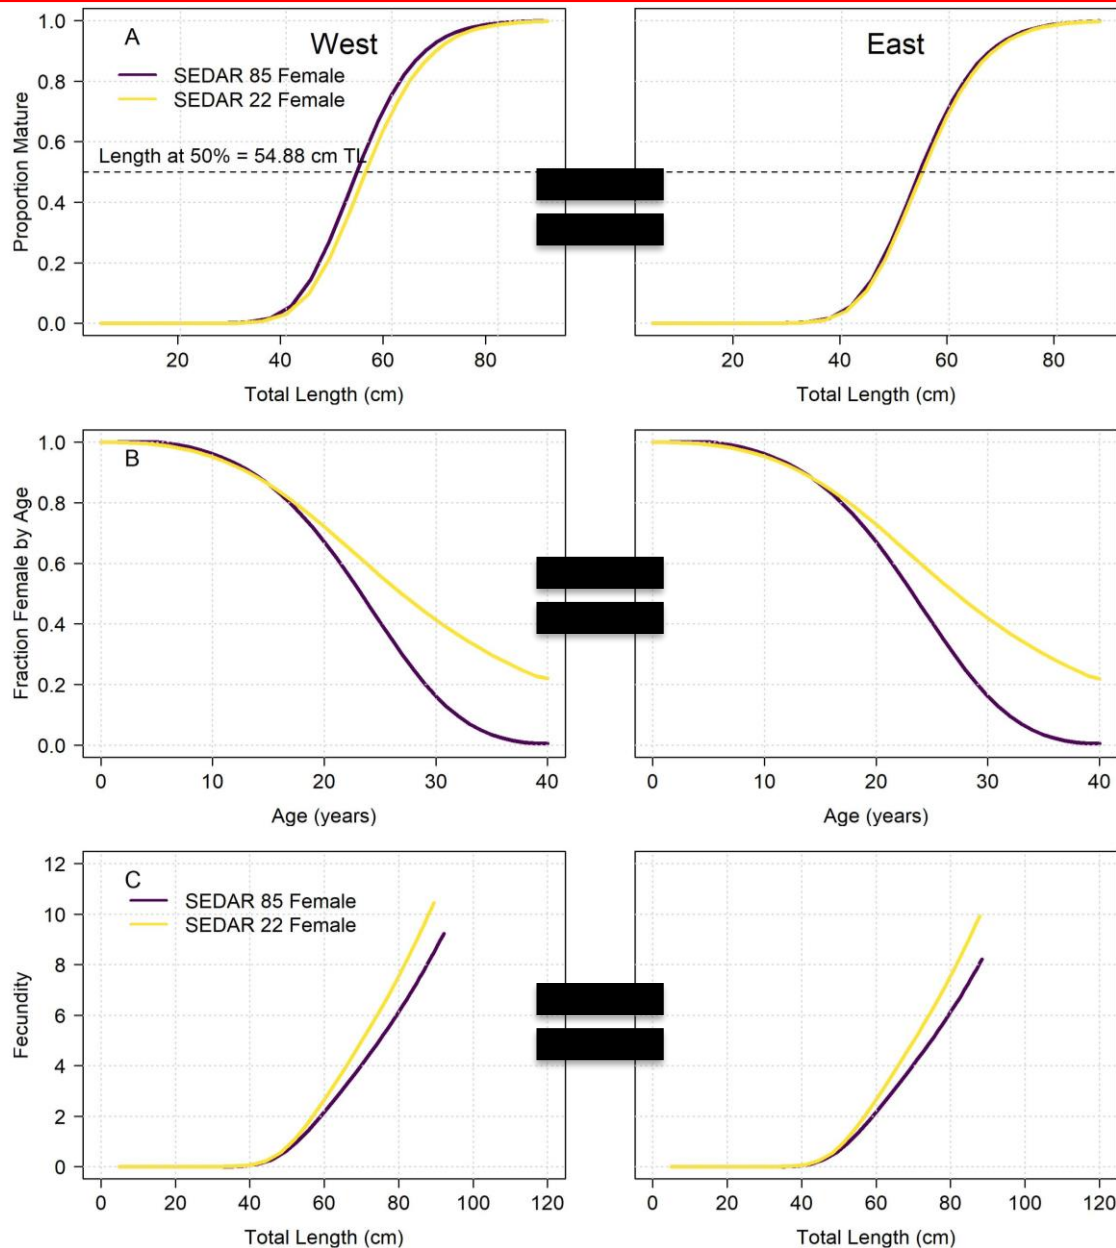 A
West
East
SEDAR 85 Female
SEDAR 22 Female
Length at 50% = 54.88 cm TL
Proportion Mature
1.0
0.8
0.6
0.4
0.2
0.0
20 40 60 80
20 40 60 80
Total Length (cm)
Total Length (cm)
B
Fraction Female by Age
1.0
0.8
0.6
0.4
0.2
0.0
0 10 20 30 40
0 10 20 30 40
Age (years)
Age (years)
C
SEDAR 85 Female
SEDAR 22 Female
Fecundity
12
10
8
6
4
2
0
0 20 40 60 80 100 120
0 20 40 60 80 100 120
Total Length (cm)
Total Length (cm)